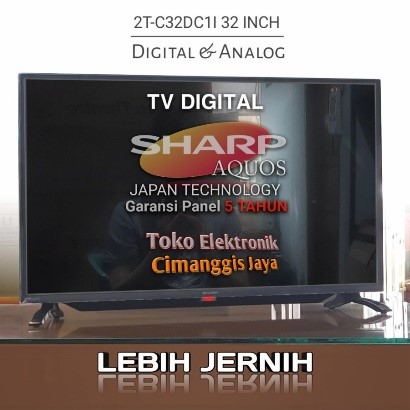 2T-C32DC1I 32 INCH
DIGITAL & ANALOG
TV DIGITAL
SHARP
AQUOS
JAPAN TECHNOLOGY
Garansi Panel 5 TAHUN
Toko Elektronik
Cimanggis Jaya
LEBIH JERNIH